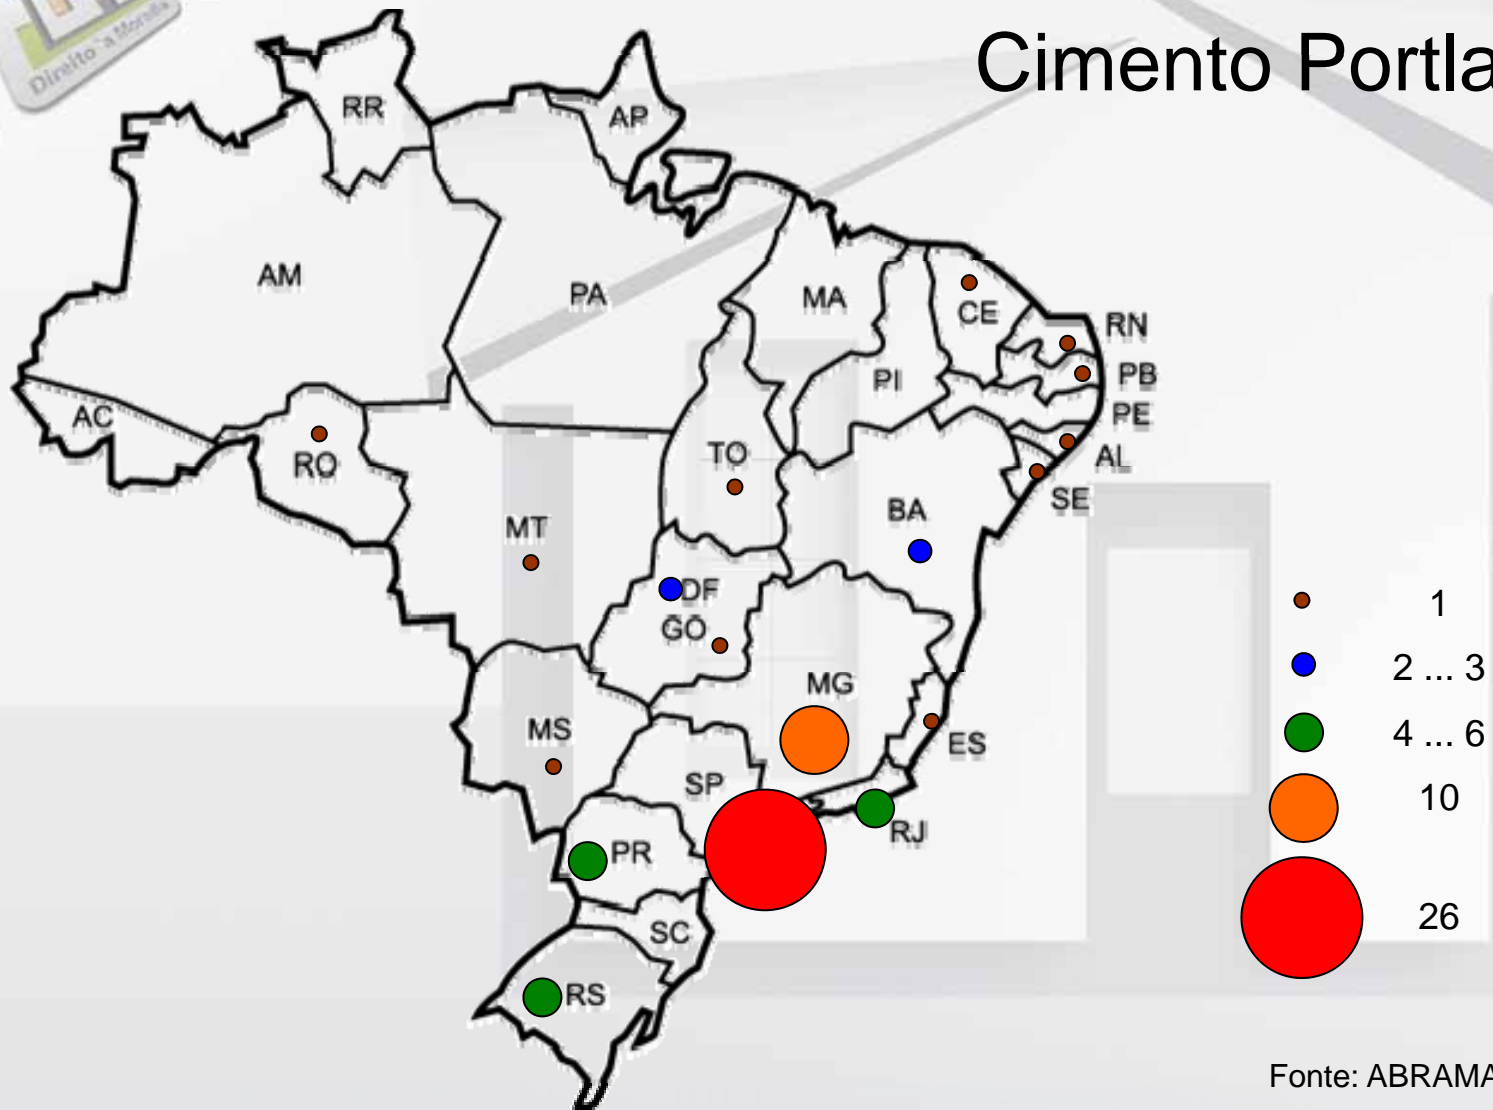 Direito à Moradia
Cimento Portla
RR
AP
AM
PA
MA
CE
RN
PI
PB
PE
AC
RO
TO
AL
SE
BA
MT
DF
GO
1
2 ... 3
MG
MS
ES
4 ... 6
SP
10
RJ
PR
26
SC
RS
Fonte: ABRAMA